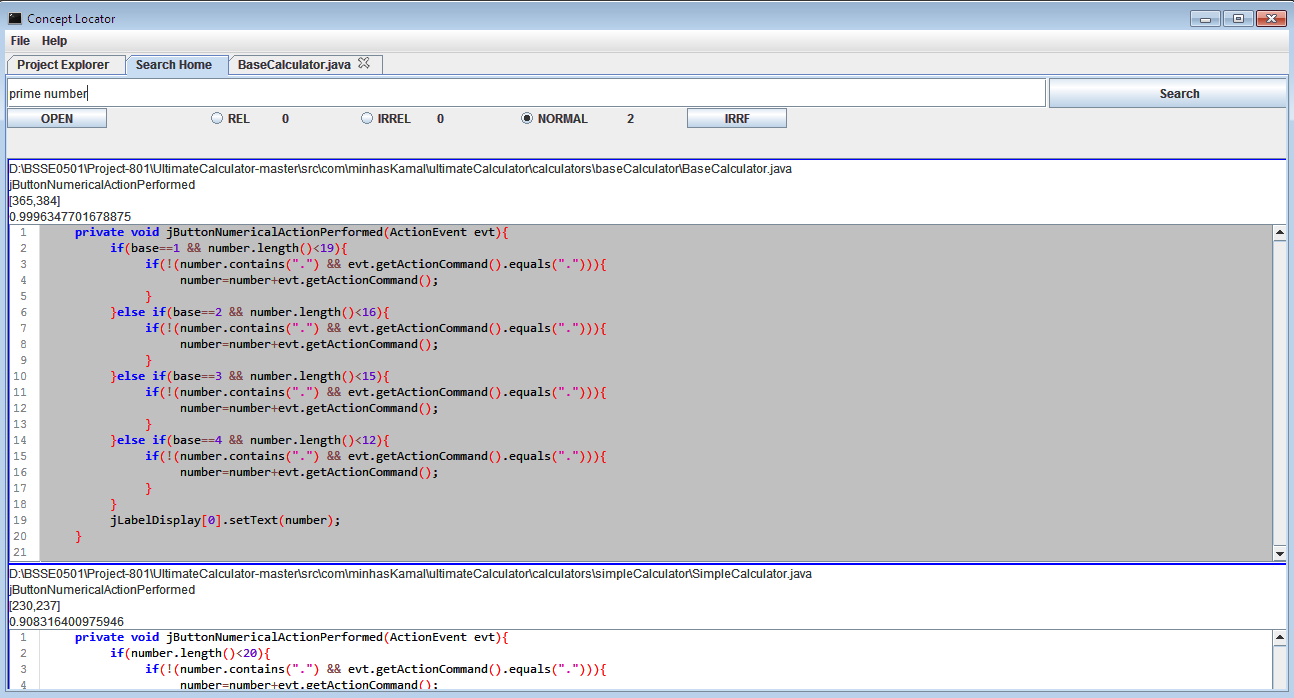 Concept Locator
File Help
Project Explorer Search Home BaseCalculator.java
prime number Search
OPEN REL 0 IRREL 0 NORMAL 2 IRRF
D:\BSSE0501\Project-801\UltimateCalculator-master\src\com\minhasKamal\ultimateCalculator\calculators\baseCalculator\BaseCalculator.java
jButtonNumericalActionPerformed
[365,384]
0.9996347701678875
1 private void jButtonNumericalActionPerformed(ActionEvent evt){
2 if(base==1 && number.length()<19){
3 if(!(number.contains(".") && evt.getActionCommand().equals("."))){
4 number=number+evt.getActionCommand();
5 }
6 }else if(base==2 && number.length()<16){
7 if(!(number.contains(".") && evt.getActionCommand().equals("."))){
8 number=number+evt.getActionCommand();
9 }
10 }else if(base==3 && number.length()<15){
11 if(!(number.contains(".") && evt.getActionCommand().equals("."))){
12 number=number+evt.getActionCommand();
13 }
14 }else if(base==4 && number.length()<12){
15 if(!(number.contains(".") && evt.getActionCommand().equals("."))){
16 number=number+evt.getActionCommand();
17 }
18 }
19 jLabelDisplay[0].setText(number);
20 }
21
D:\BSSE0501\Project-801\UltimateCalculator-master\src\com\minhasKamal\ultimateCalculator\calculators\simpleCalculator\SimpleCalculator.java
jButtonNumericalActionPerformed
[230,237]
0.908316400975946
1 private void jButtonNumericalActionPerformed(ActionEvent evt){
2 if(number.length()<20){
3 if(!(number.contains(".") && evt.getActionCommand().equals("."))){
4 number=number+evt.getActionCommand();